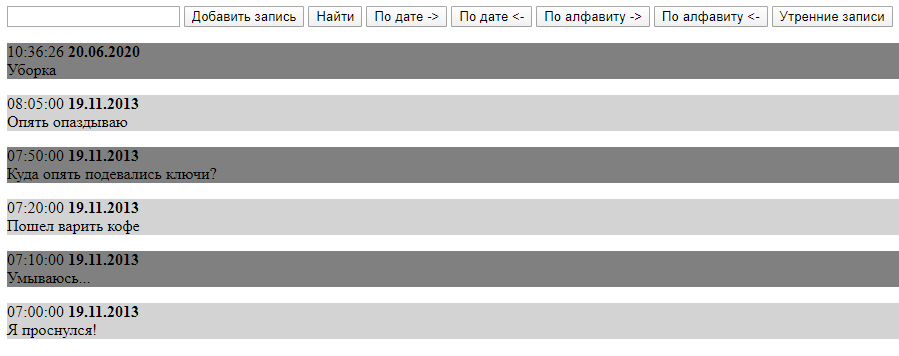 Добавить запись Найти По дате -> По дате <- По алфавиту -> По алфавиту <- Утренние записи
10:36:26 20.06.2020
Уборка
08:05:00 19.11.2013
Опять опаздываю
07:50:00 19.11.2013
Куда опять подевались ключи?
07:20:00 19.11.2013
Пошел варить кофе
07:10:00 19.11.2013
Умываюсь...
07:00:00 19.11.2013
Я проснулся!